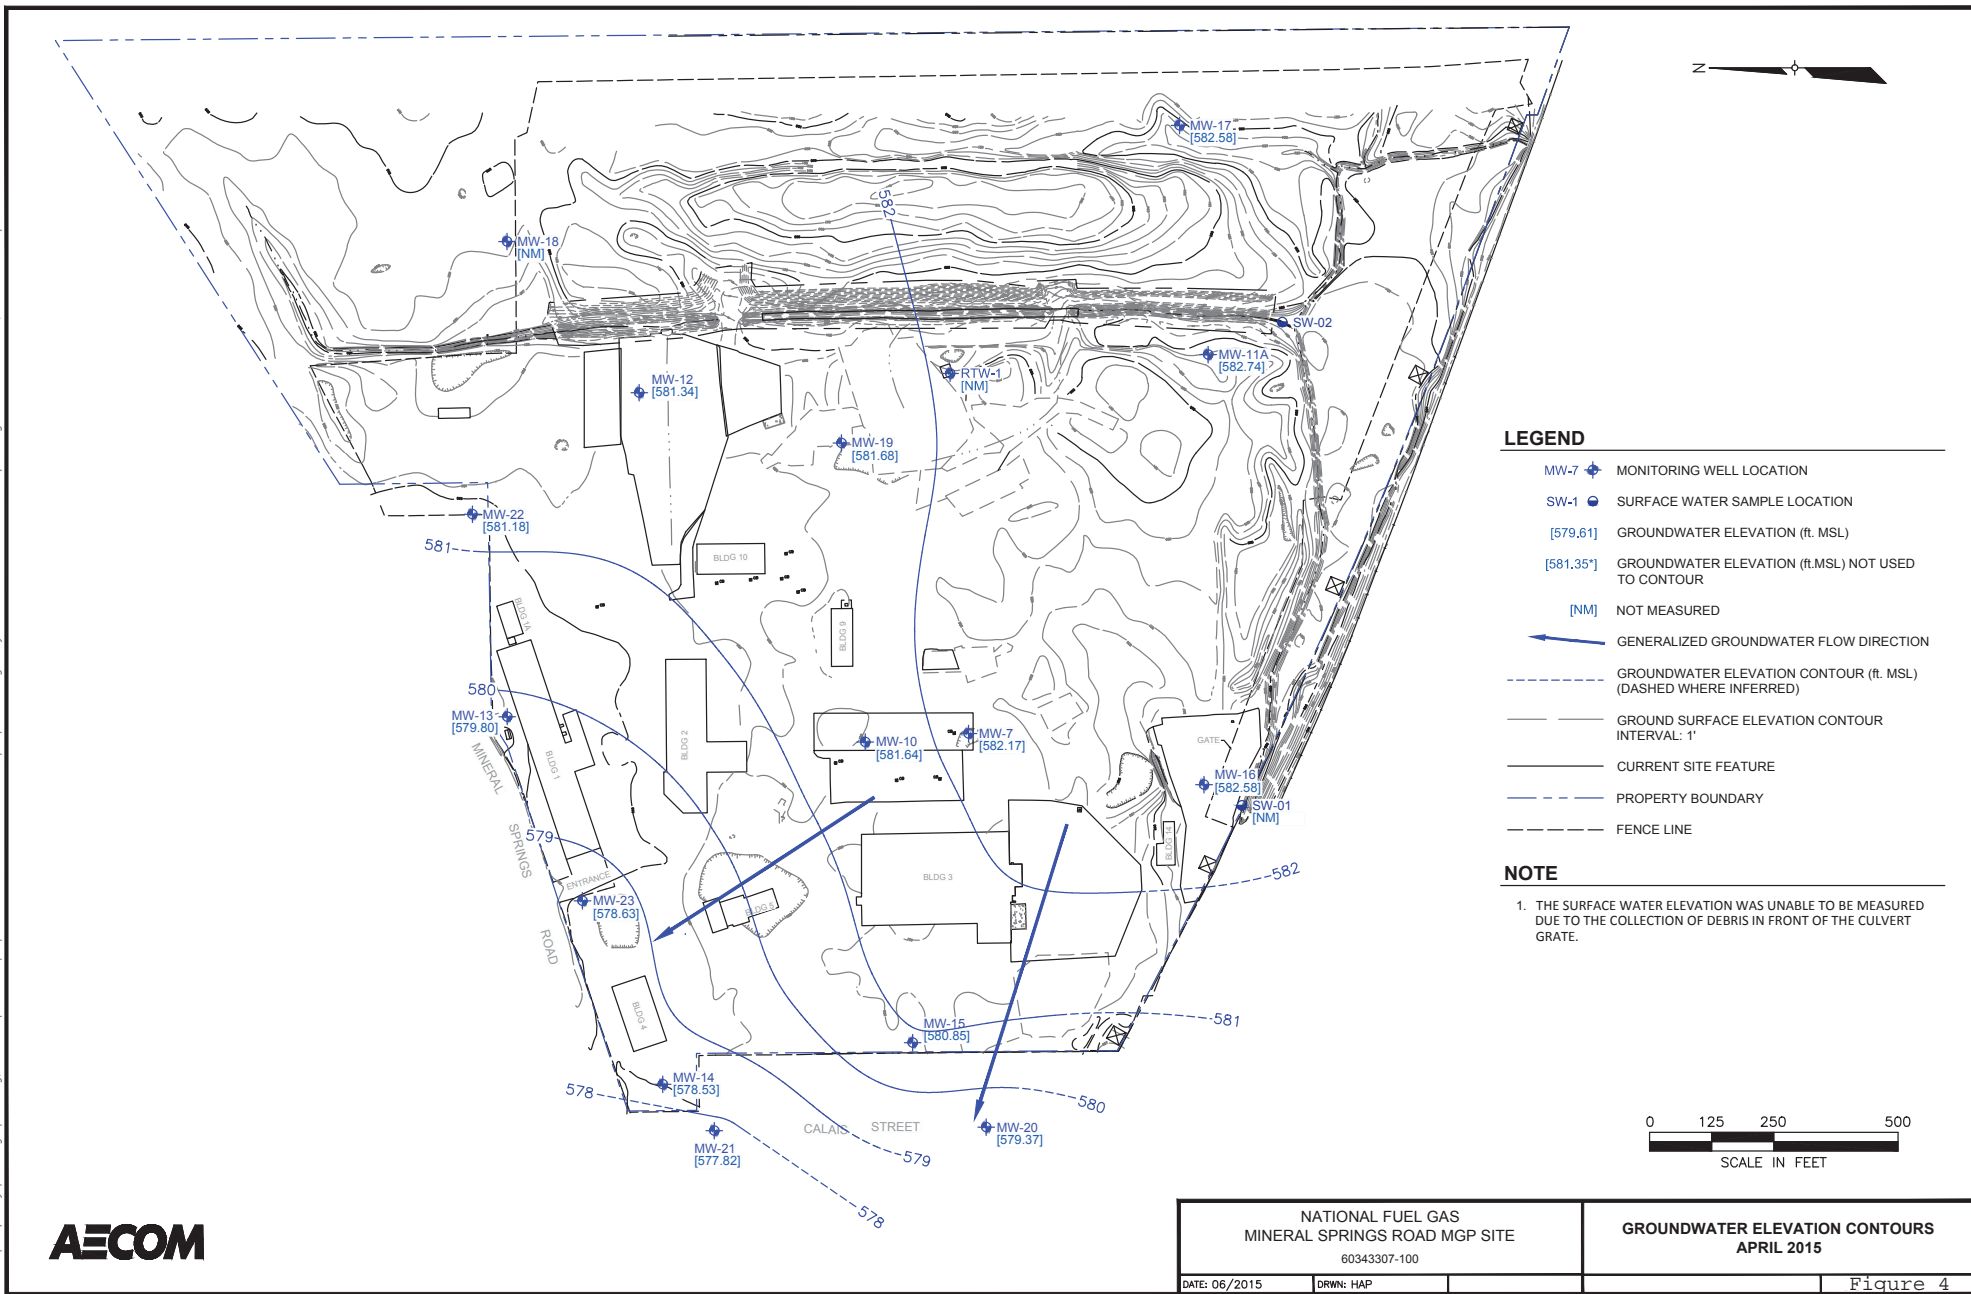 N
MW-17
[582.58]
582
MW-18
[NM]
SW-02
MW-11A
[582.74]
RTW-1
[NM]
MW-12
[581.34]
MW-19
[581.68]
MW-22
[581.18]
581
BLDG 10
BLDG 1A
BLDG 9
580
MW-13
[579.80]
MINERAL
SPRINGS
ROAD
BLDG 1
BLDG 2
MW-10
[581.64]
MW-7
[582.17]
GATE
MW-16
[582.58]
SW-01
[NM]
BLDG 14
579
ENTRANCE
MW-23
[578.63]
BLDG 5
BLDG 3
582
BLDG 4
MW-15
[580.85]
581
MW-14
[578.53]
578
580
MW-21
[577.82]
CALAIS STREET
MW-20
[579.37]
579
578
LEGEND
MW-7 MONITORING WELL LOCATION
SW-1 SURFACE WATER SAMPLE LOCATION
[579.61] GROUNDWATER ELEVATION (ft. MSL)
[581.35*] GROUNDWATER ELEVATION (ft.MSL) NOT USED
TO CONTOUR
[NM] NOT MEASURED
GENERALIZED GROUNDWATER FLOW DIRECTION
GROUNDWATER ELEVATION CONTOUR (ft. MSL)
(DASHED WHERE INFERRED)
GROUND SURFACE ELEVATION CONTOUR
INTERVAL: 1'
CURRENT SITE FEATURE
PROPERTY BOUNDARY
FENCE LINE
NOTE
1. THE SURFACE WATER ELEVATION WAS UNABLE TO BE MEASURED
DUE TO THE COLLECTION OF DEBRIS IN FRONT OF THE CULVERT
GRATE.
0 125 250 500
SCALE IN FEET
AECOM
NATIONAL FUEL GAS
MINERAL SPRINGS ROAD MGP SITE
60343307-100
DATE: 06/2015 DRWN: HAP
GROUNDWATER ELEVATION CONTOURS
APRIL 2015
Figure 4